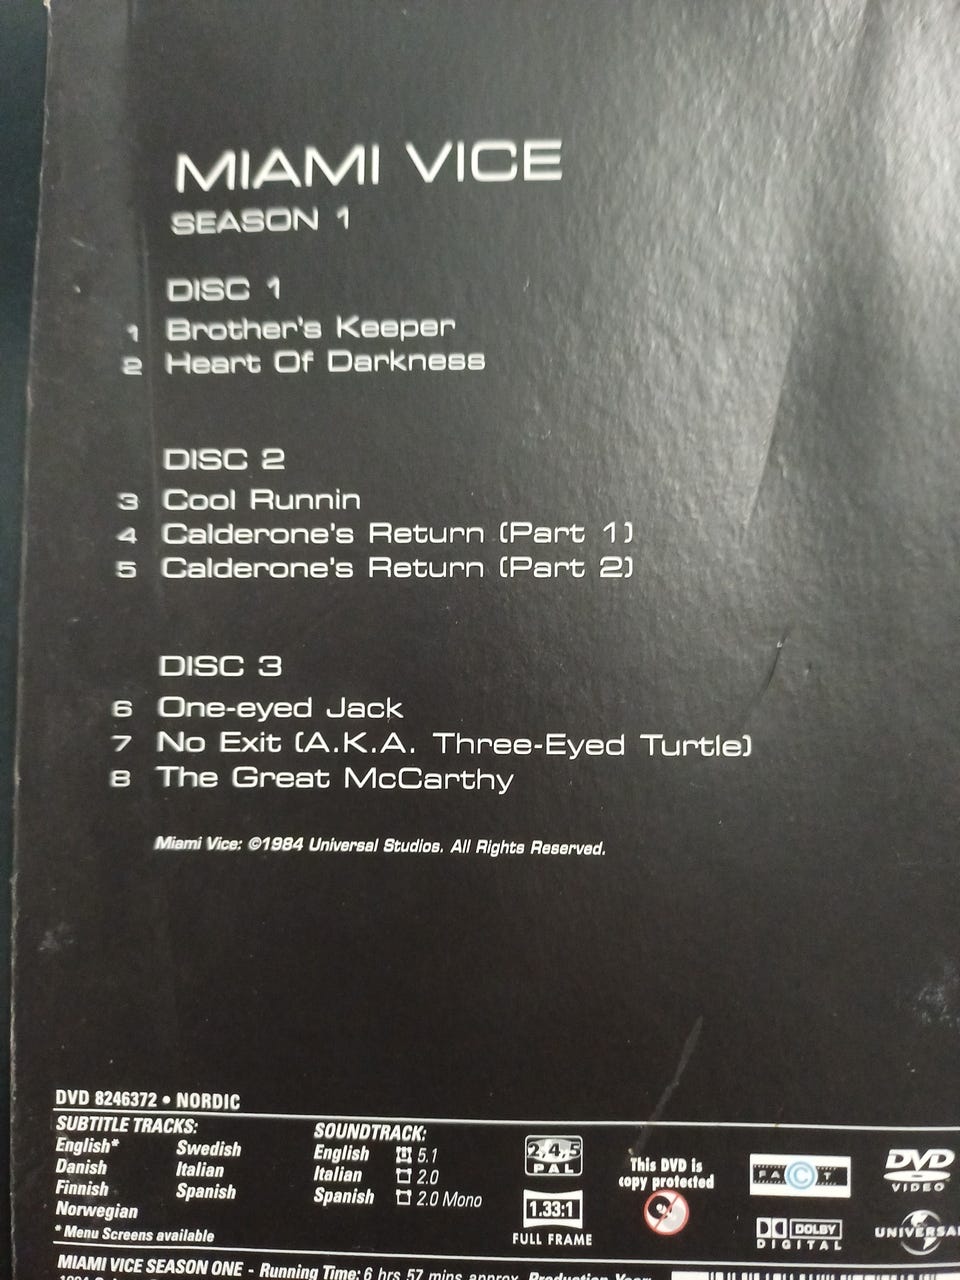 MIAMI VICE
SEASON 1
DISC 1
1 Brother's Keeper
2 Heart Of Darkness
DISC 2
3 Cool Runnin
4 Calderone's Return (Part 1)
5 Calderone's Return (Part 2)
DISC 3
6 One-eyed Jack
7 No Exit (A.K.A. Three-Eyed Turtle)
8 The Great McCarthy
Miami Vice: ©1984 Universal Studios. All Rights Reserved.
DVD 8246372 • NORDIC
SUBTITLE TRACKS:
English*
Danish
Finnish
Norwegian
Swedish
Italian
Spanish
* Menu Screens available
SOUNDTRACK:
English 5.1
Italian 2.0
Spanish 2.0 Mono
2.4.5
PAL
1.33:1
FULL FRAME
This DVD is
copy protected
FACT
DOLBY
DIGITAL
DVD
VIDEO
UNIVERSAL
MIAMI VICE SEASON ONE - Running Time: 6 hrs 57 mins approx. Production Year: